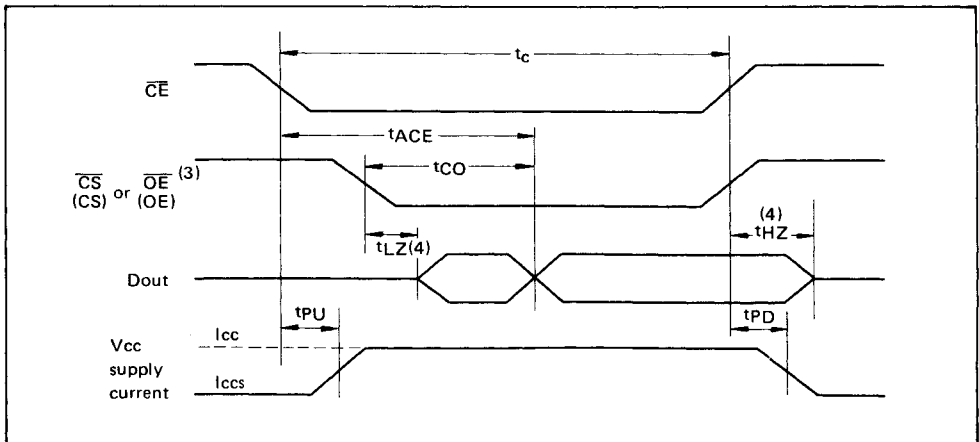 tc
CE
tACE
tCO
CS or OE (3)
(CS) (OE)
(4)
tHZ
tLZ(4)
Dout
tPU
tPD
Vcc
supply
current
Icc
Iccs